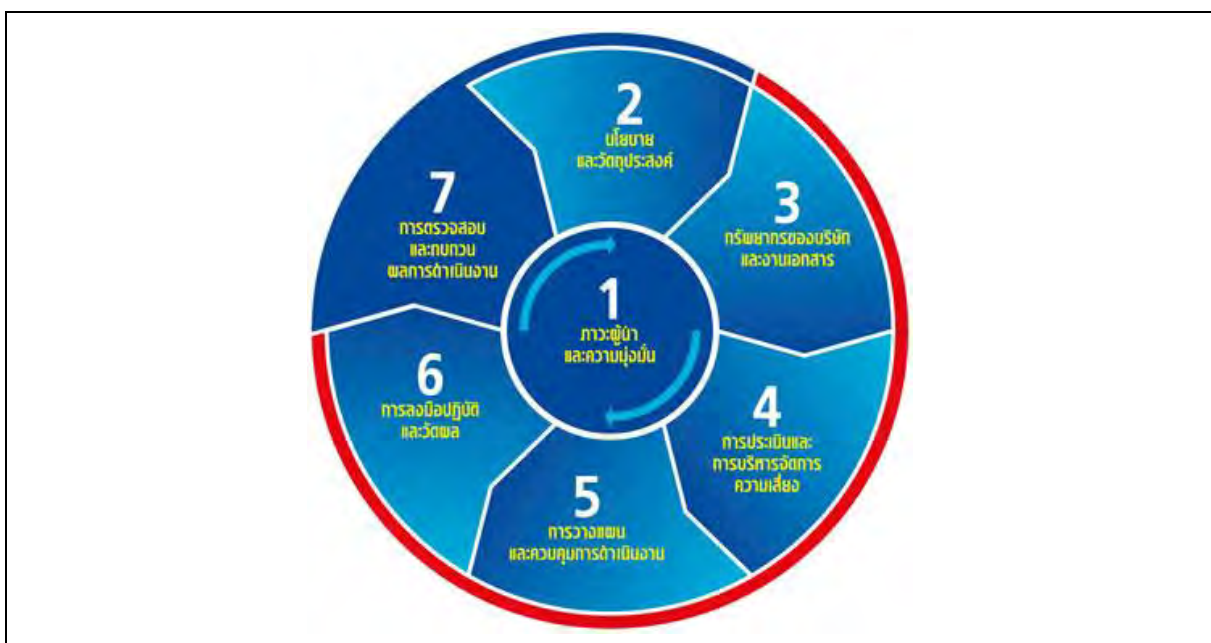 1
ภาวะผู้นำ
และความมุ่งมั่น
2
นโยบาย
และวัตถุประสงค์
3
ทรัพยากรของบริษัท
และงานเอกสาร
4
การประเมินและ
การบริหารจัดการ
ความเสี่ยง
5
การวางแผน
และควบคุมการดำเนินงาน
6
การลงมือปฏิบัติ
และวัดผล
7
การตรวจสอบ
และทบทวน
ผลการดำเนินงาน